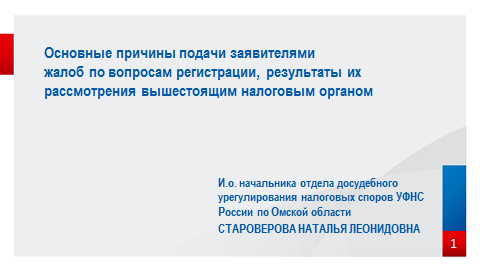 Основные причины подачи заявителями
жалоб по вопросам регистрации, результаты их
рассмотрения вышестоящим налоговым органом
И.о. начальника отдела досудебного
урегулирования налоговых споров УФНС
России по Омской области
СТАРОВЕРОВА НАТАЛЬЯ ЛЕОНИДОВНА
1